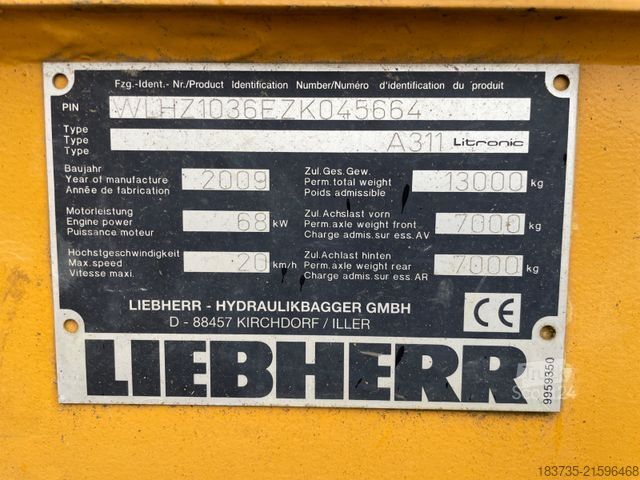 Fzg.-Ident.- Nr./Product Identification Number/Numéro d'identification du produit
PIN WLHZ1036EZK045664
Type
Type A311 Litronic
Type
Baujahr
Year of manufacture 2009
Année de fabrication
Zul.Ges.Gew.
Perm.total weight 13000 kg
Poids admissible
Motorleistung
Engine power 68 kW
Puissance moteur
Zul.Achslast vorn
Perm.axle weight front 7000 kg
Charge admis.sur ess.AV
Höchstgeschwindigkeit
Max.speed 20 km/h
Vitesse maxi.
Zul.Achlast hinten
Perm.axle weight rear 7000 kg
Charge admis.sur ess.AR
LIEBHERR - HYDRAULIKBAGGER GMBH
D - 88457 KIRCHDORF / ILLER
CE
LIEBHERR
9959350
183735-21596468